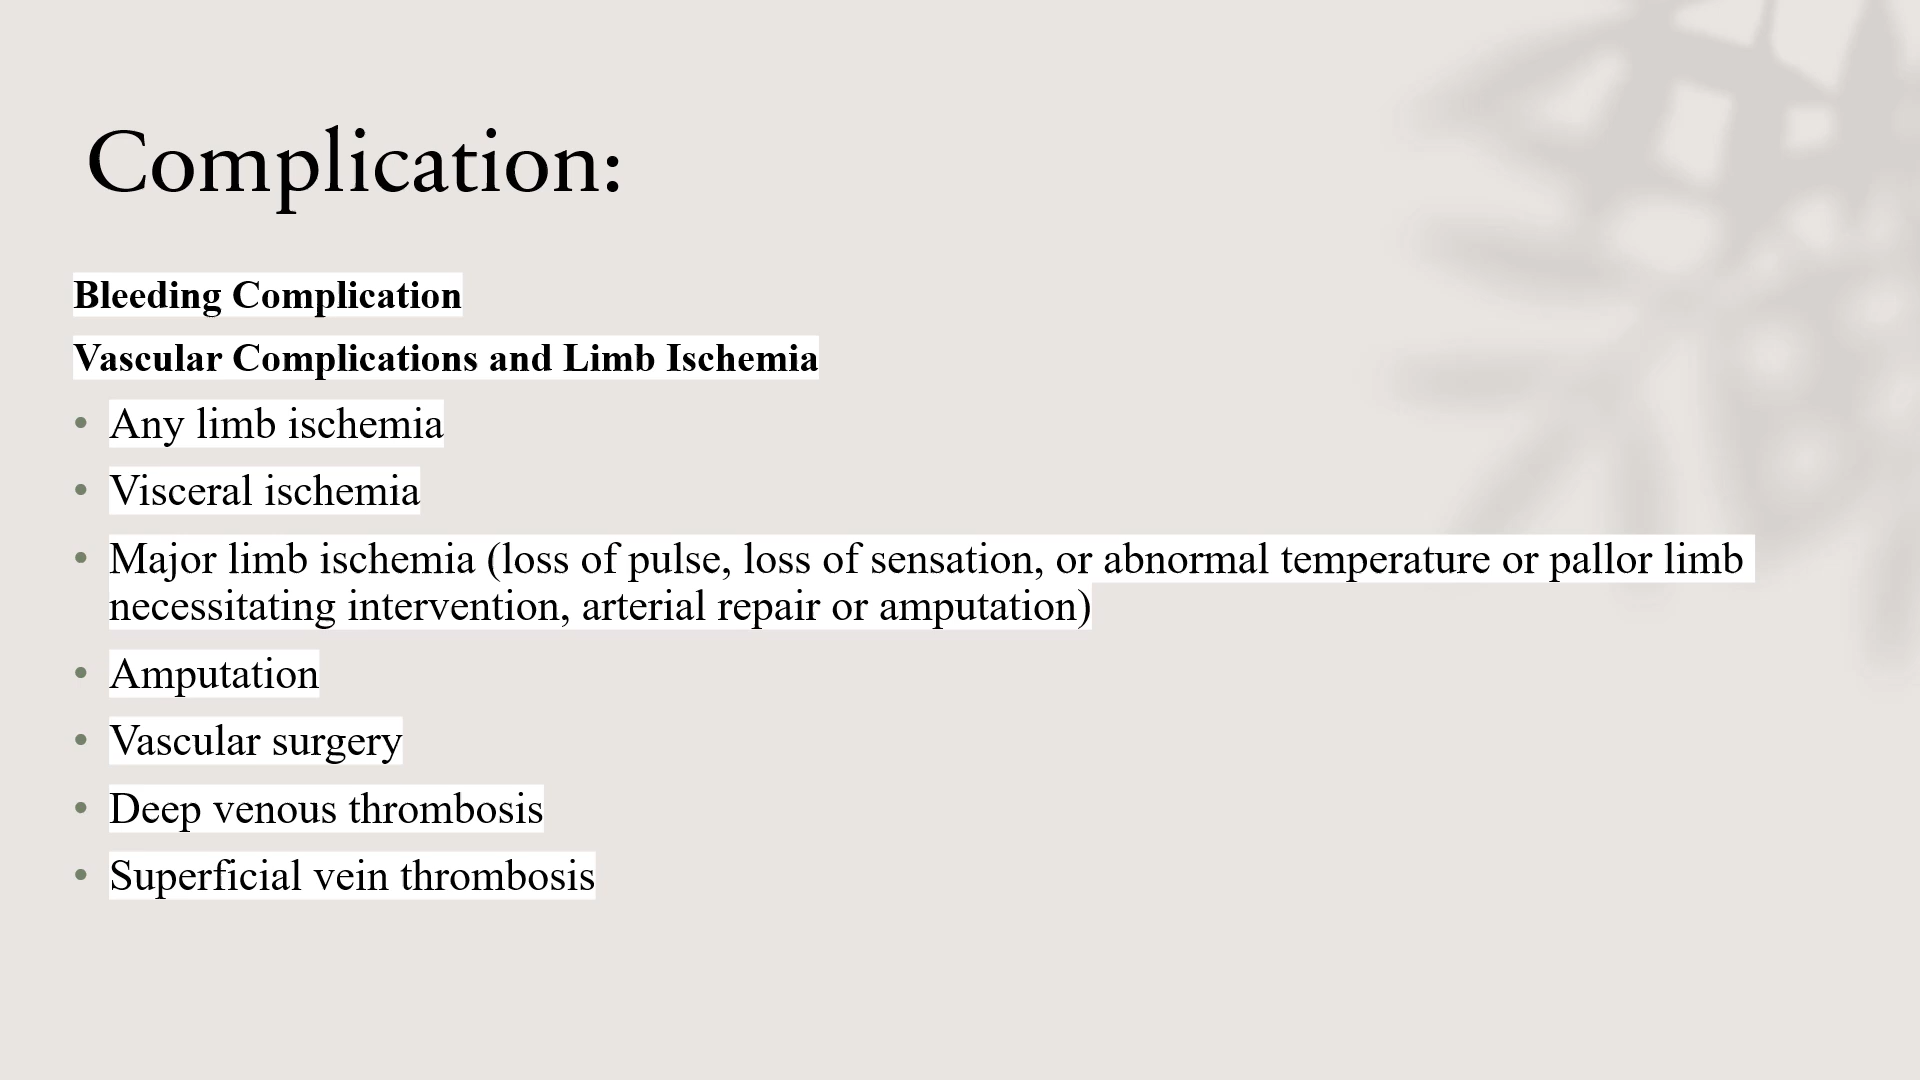 Complication:
Bleeding Complication
Vascular Complications and Limb Ischemia
• Any limb ischemia
• Visceral ischemia
• Major limb ischemia (loss of pulse, loss of sensation, or abnormal temperature or pallor limb
necessitating intervention, arterial repair or amputation)
• Amputation
• Vascular surgery
• Deep venous thrombosis
• Superficial vein thrombosis